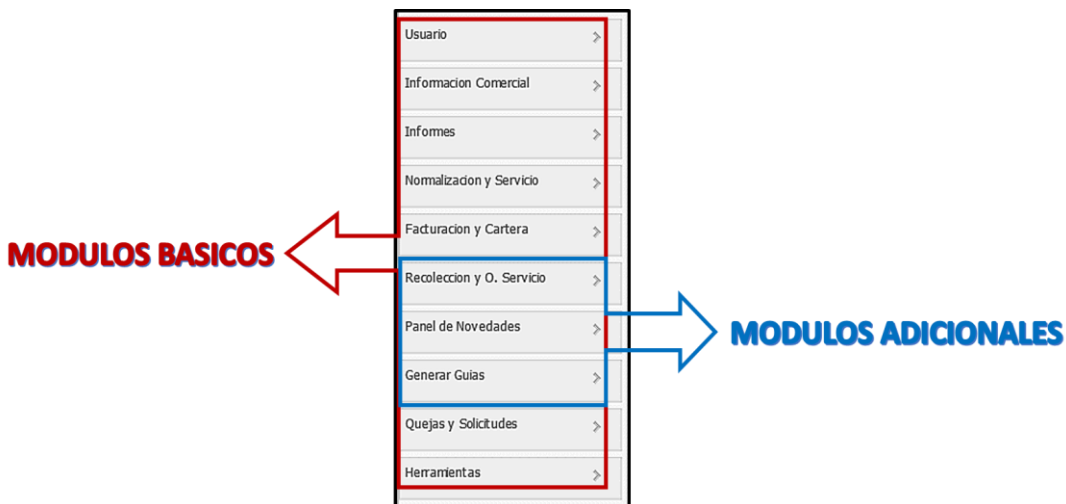 Usuario
Informacion Comercial
Informes
Normalizacion y Servicio
Facturacion y Cartera
MODULOS BASICOS
Recoleccion y O. Servicio
Panel de Novedades
MODULOS ADICIONALES
Generar Guias
Quejas y Solicitudes
Herramientas